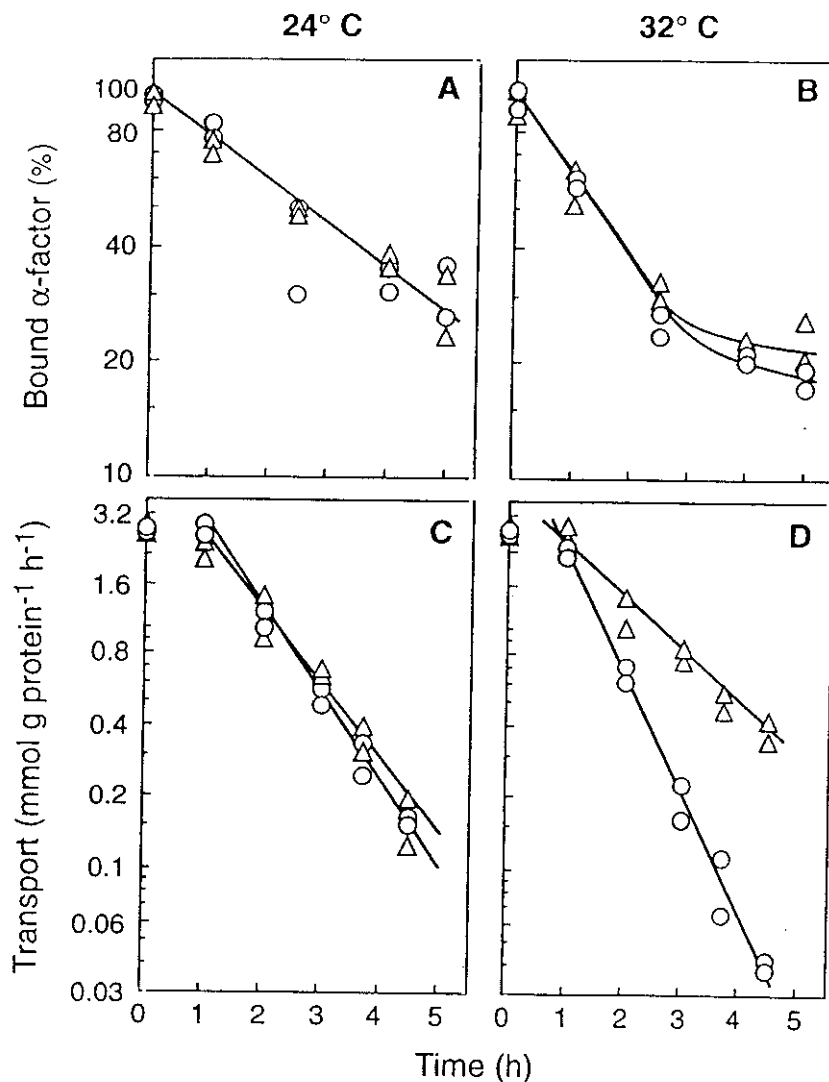 24° C
32° C
Bound α-factor (%)
100
80
40
20
10
A
B
Transport (mmol g protein⁻¹ h⁻¹)
3.2
1.6
0.8
0.4
0.2
0.1
0.06
0.03
C
D
0 1 2 3 4 5
0 1 2 3 4 5
Time (h)